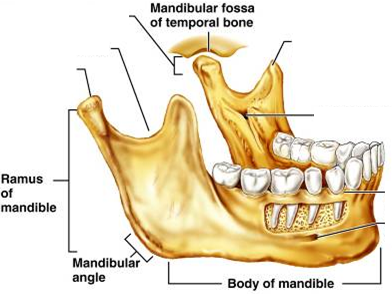 Mandibular fossa
of temporal bone
Ramus
of
mandible
Mandibular
angle
Body of mandible